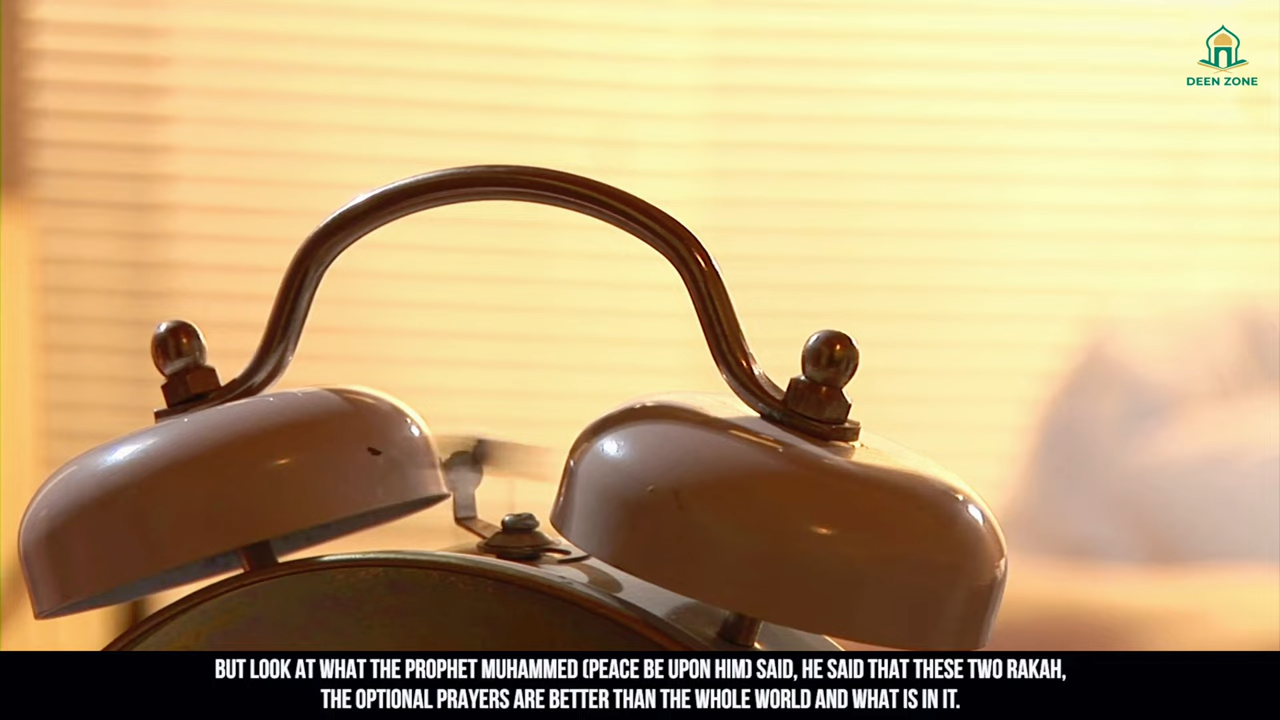 DEEN ZONE
BUT LOOK AT WHAT THE PROPHET MUHAMMED (PEACE BE UPON HIM) SAID, HE SAID THAT THESE TWO RAKAH,
THE OPTIONAL PRAYERS ARE BETTER THAN THE WHOLE WORLD AND WHAT IS IN IT.